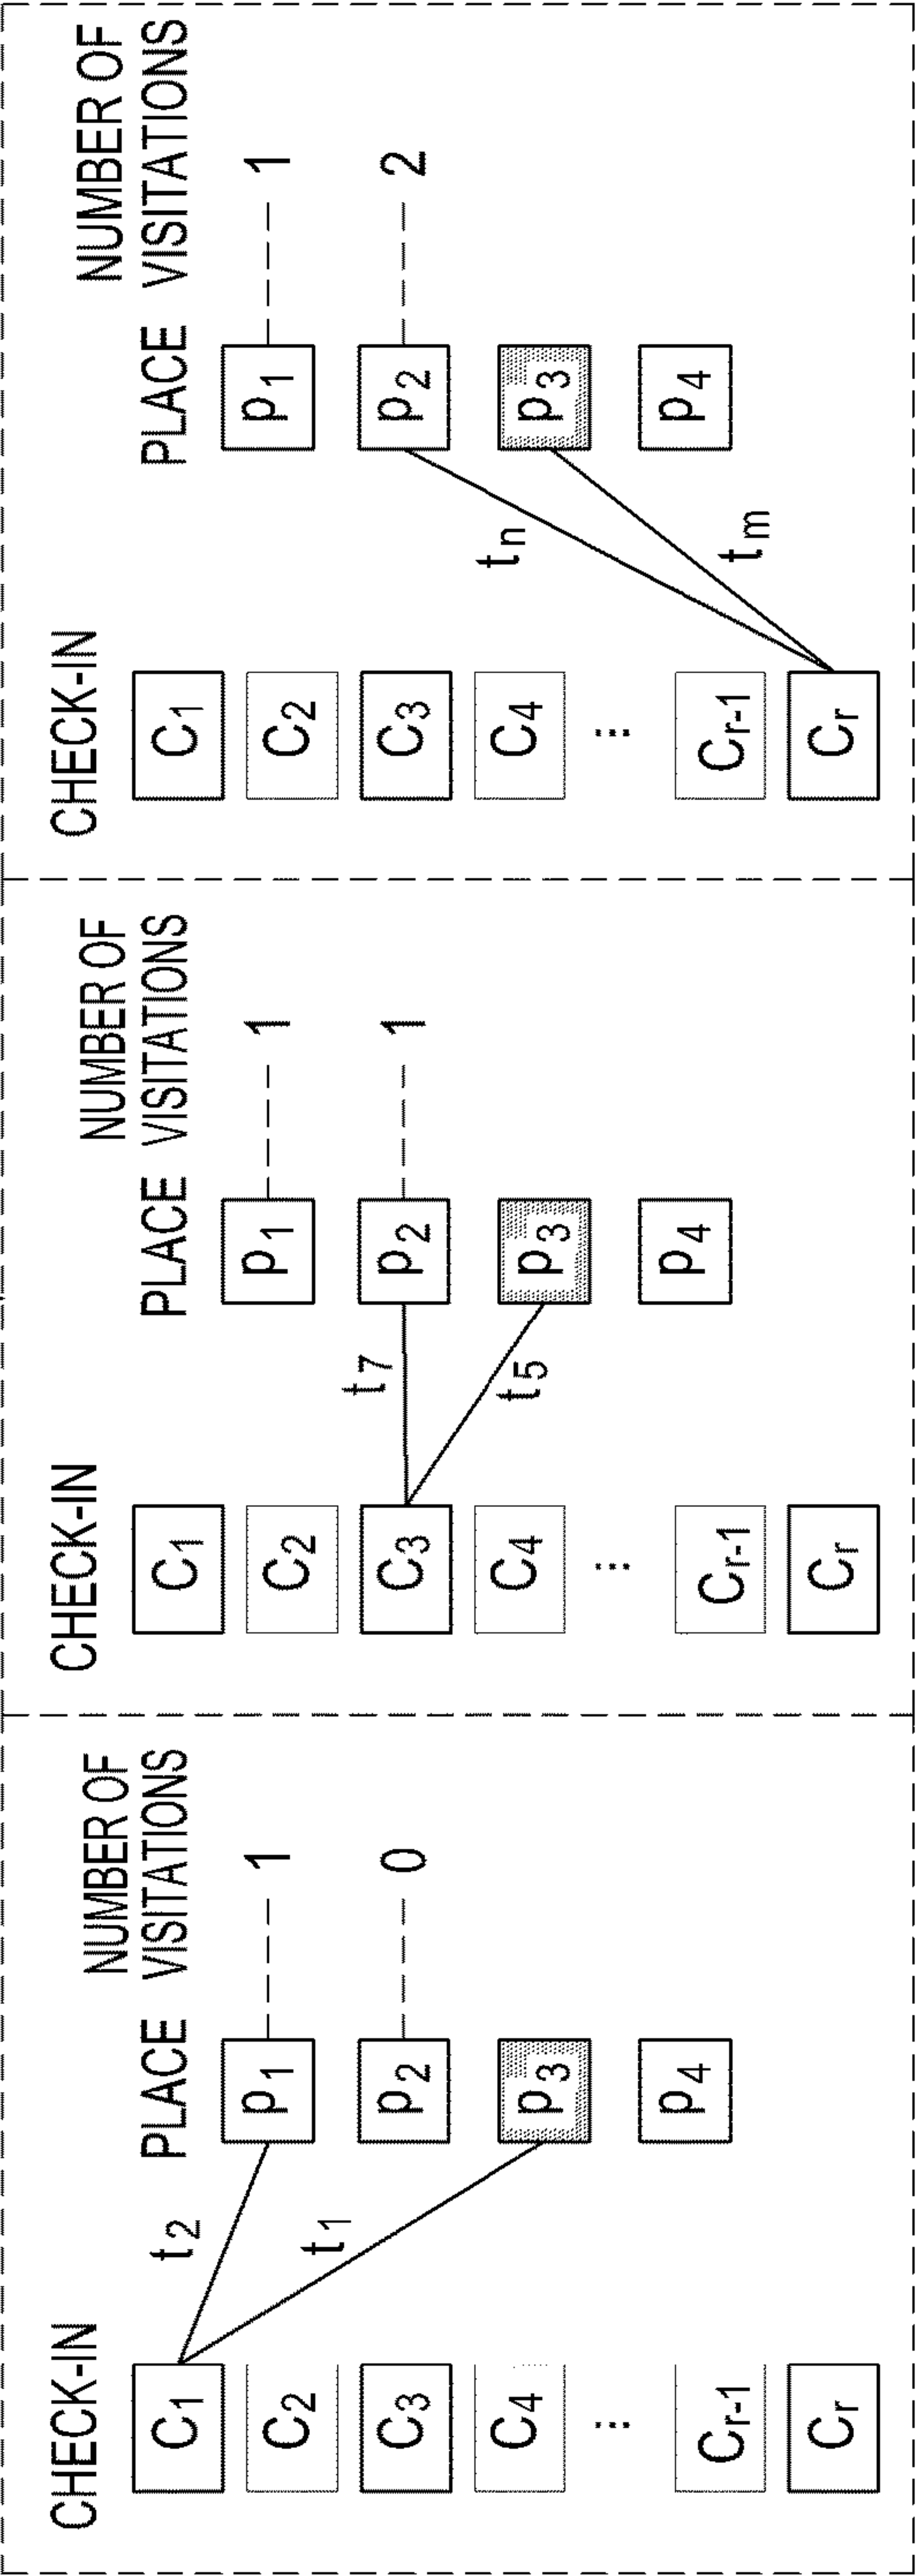 CHECK-IN
PLACE
NUMBER OF
VISITATIONS
C1
C2
C3
C4
...
Cr-1
Cr
t2
t1
p1
p2
p3
p4
1
0
CHECK-IN
PLACE
NUMBER OF
VISITATIONS
C1
C2
C3
C4
...
Cr-1
Cr
t7
t5
p1
p2
p3
p4
1
1
CHECK-IN
PLACE
NUMBER OF
VISITATIONS
C1
C2
C3
C4
...
Cr-1
Cr
tn
tm
p1
p2
p3
p4
1
2